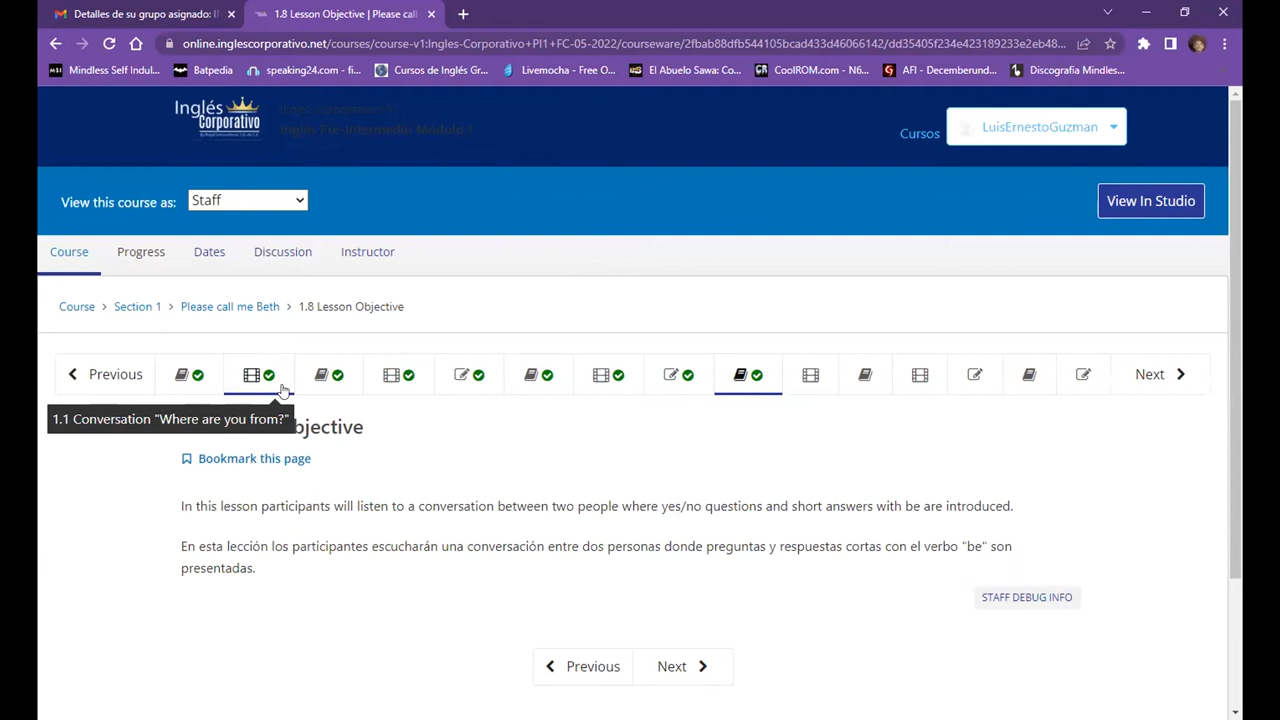 Detalles de su grupo asignado: II
1.8 Lesson Objective | Please call
online.inglescorporativo.net/courses/course-v1:Ingles-Corporativo+PI1+FC-05-2022/courseware/2fbab88dfb544105bcad433d46066142/dd35405f234e423189233e2eb48...
Mindless Self Indul...
Batpedia
speaking24.com - fi...
Cursos de Inglés Gr...
Livemocha - Free O...
El Abuelo Sawa: Co...
CoolROM.com - N6...
AFI - Decemberund...
Discografia Mindles...
Inglés
Corporativo
Inglés Pre-Intermedio Módulo 1
Cursos
LuisErnestoGuzman
View this course as:
Staff
View In Studio
Course
Progress
Dates
Discussion
Instructor
Course > Section 1 > Please call me Beth > 1.8 Lesson Objective
Previous
Next
1.1 Conversation "Where are you from?"
bjective
Bookmark this page
In this lesson participants will listen to a conversation between two people where yes/no questions and short answers with be are introduced.
En esta lección los participantes escucharán una conversación entre dos personas donde preguntas y respuestas cortas con el verbo "be" son
presentadas.
STAFF DEBUG INFO
Previous
Next